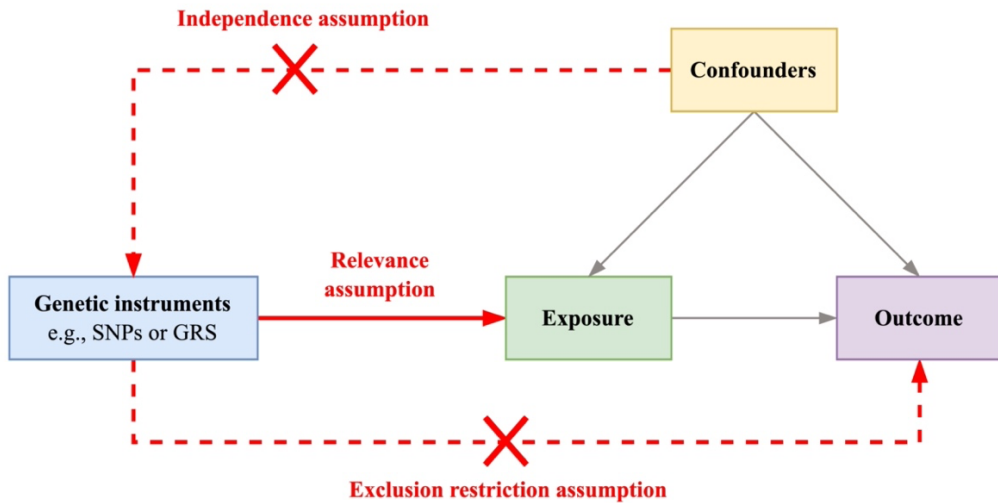 Independence assumption
Confounders
Relevance
assumption
Genetic instruments
e.g., SNPs or GRS
Exposure
Outcome
Exclusion restriction assumption